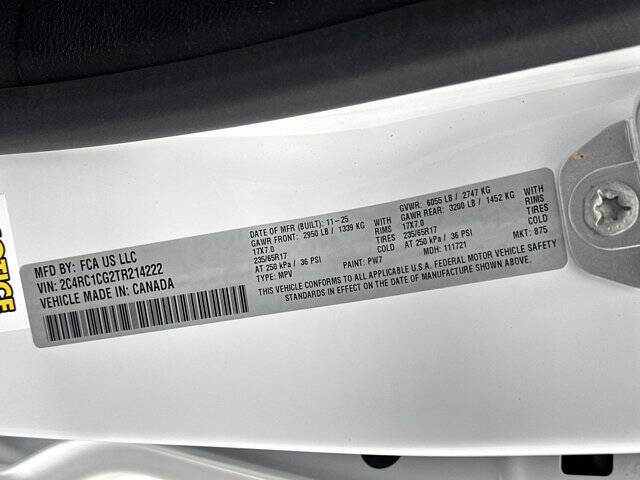 NOTICE
MFD BY: FCA US LLC
VIN: 2C4RC1CG2TR214222
VEHICLE MADE IN: CANADA
DATE OF MFR (BUILT): 11-25 GVWR: 6055 LB / 2747 KG
GAWR FRONT: 2950 LB / 1339 KG WITH GAWR REAR: 3200 LB / 1452 KG WITH
17X7.0 RIMS 17X7.0 RIMS
235/65R17 TIRES 235/65R17 TIRES
AT 250 kPa / 36 PSI COLD AT 250 kPa / 36 PSI COLD
TYPE: MPV PAINT: PW7 MDH: 111721 MKT: 875
THIS VEHICLE CONFORMS TO ALL APPLICABLE U.S.A. FEDERAL MOTOR VEHICLE SAFETY
STANDARDS IN EFFECT ON THE DATE OF MANUFACTURE SHOWN ABOVE.